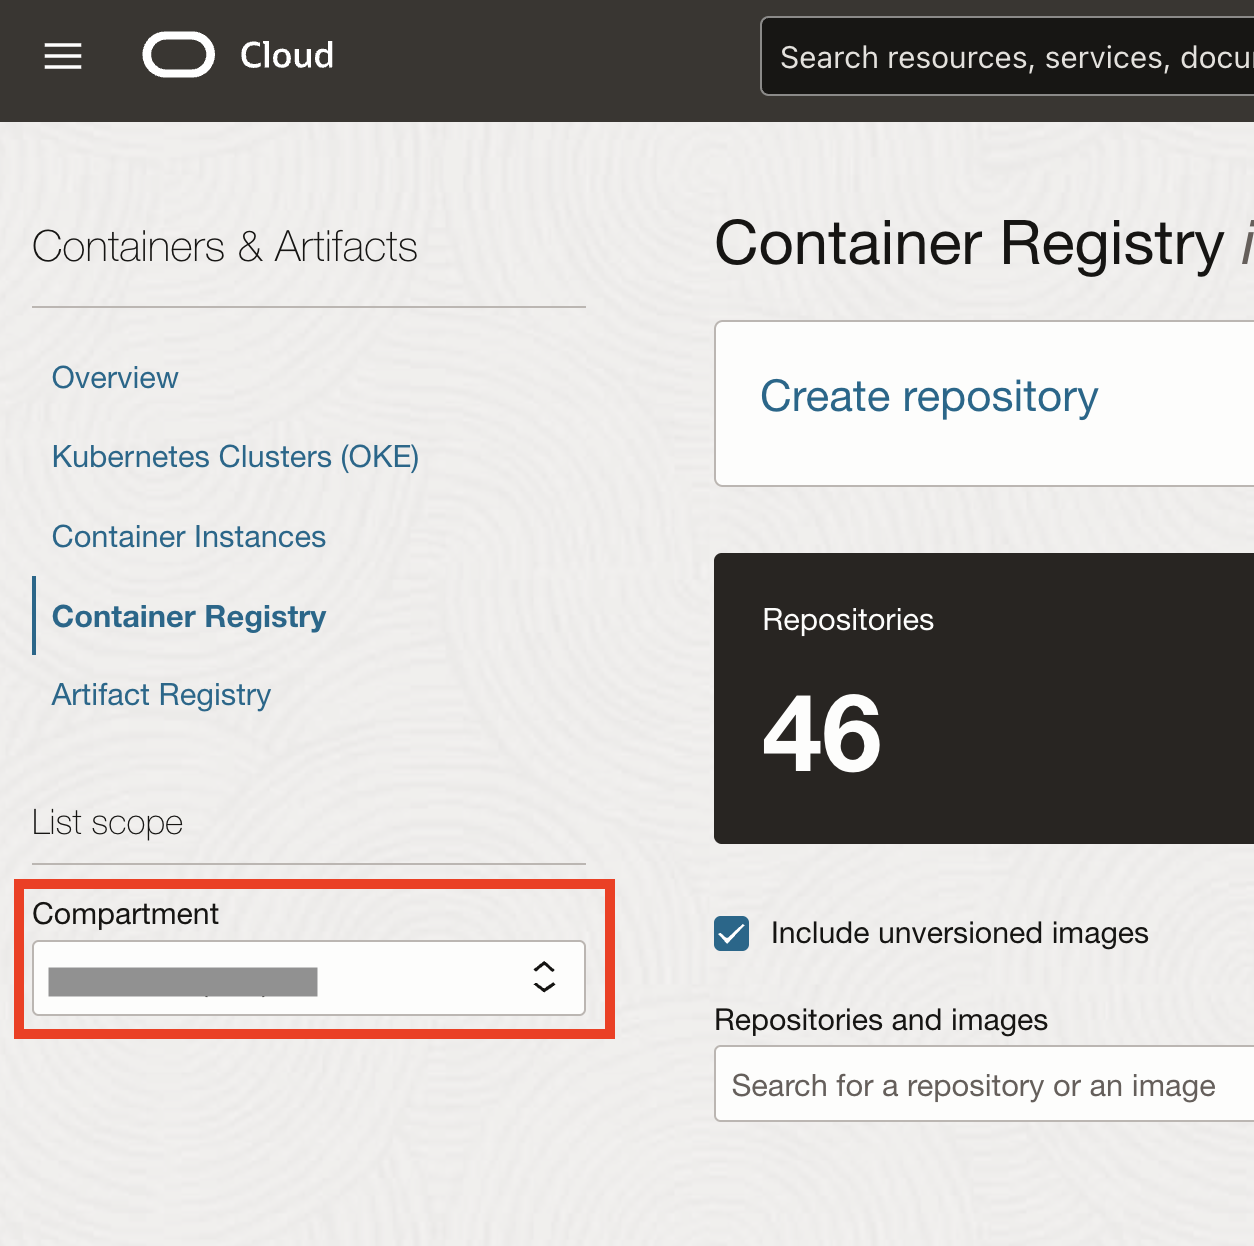 Cloud
Search resources, services, docu
Containers & Artifacts
Overview
Kubernetes Clusters (OKE)
Container Instances
Container Registry
Artifact Registry
List scope
Compartment
Container Registry i
Create repository
Repositories
46
Include unversioned images
Repositories and images
Search for a repository or an image